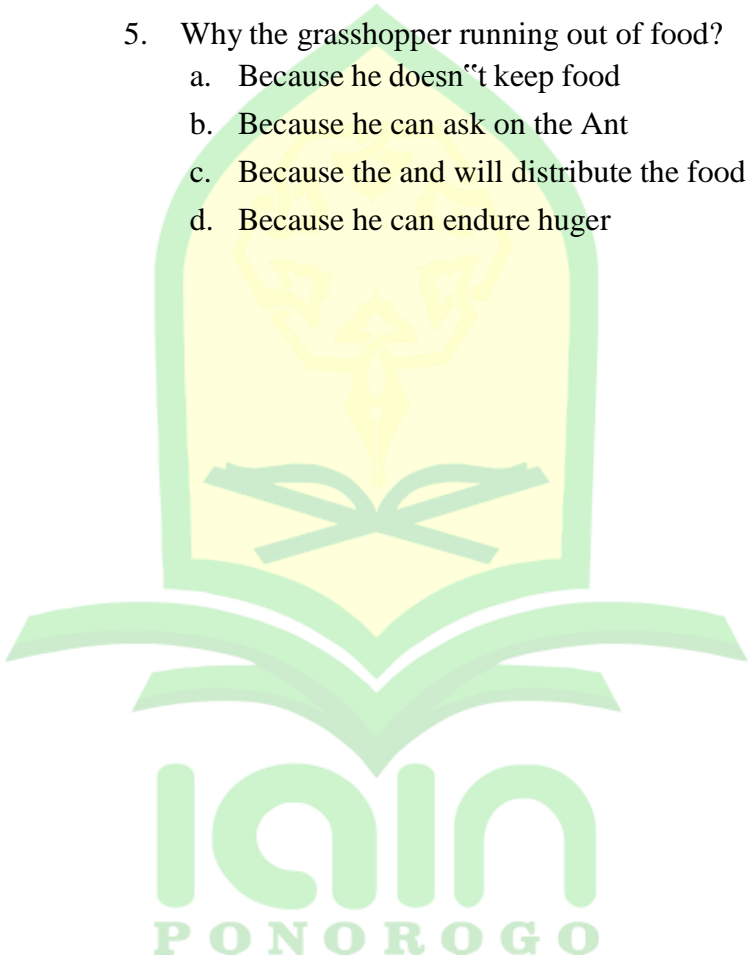 5. Why the grasshopper running out of food?
a. Because he doesn‟t keep food
b. Because he can ask on the Ant
c. Because the and will distribute the food
d. Because he can endure huger
IAIN
PONOROGO